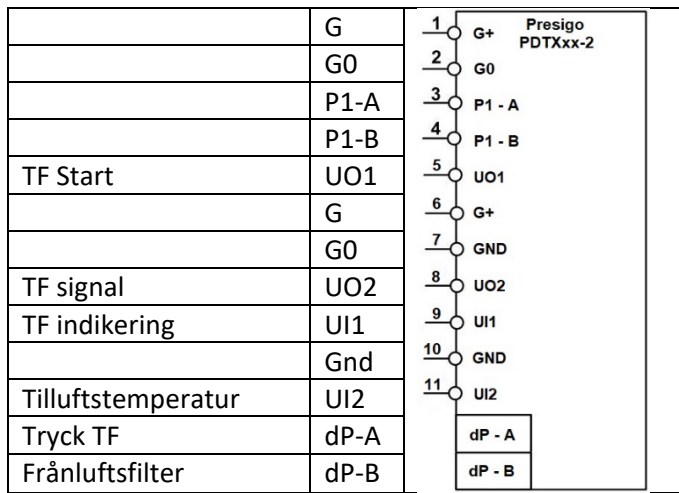 G
G0
P1-A
P1-B
TF Start UO1
G
G0
TF signal UO2
TF indikering UI1
Gnd
Tilluftstemperatur UI2
Tryck TF dP-A
Frånluftsfilter dP-B
Presigo
PDTXxx-2
1 G+
2 G0
3 P1 - A
4 P1 - B
5 UO1
6 G+
7 GND
8 UO2
9 UI1
10 GND
11 UI2
dP - A
dP - B